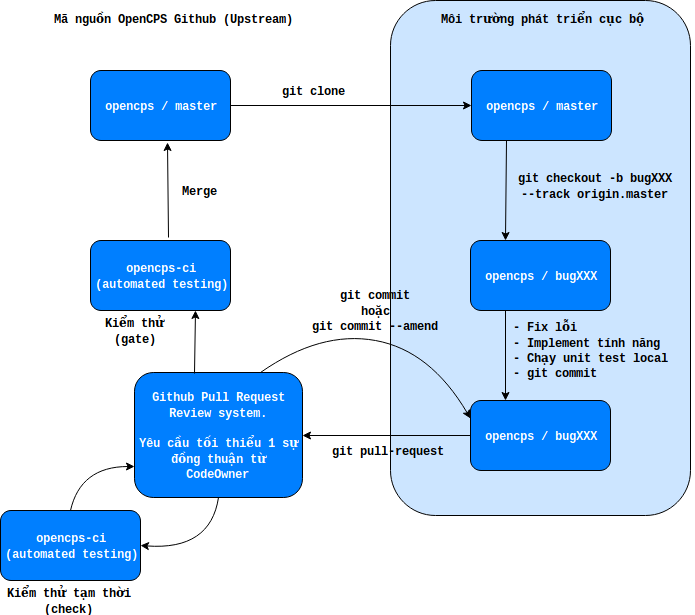 Mã nguồn OpenCPS Github (Upstream)
Môi trường phát triển cục bộ
opencps / master
git clone
opencps / master
git checkout -b bugXXX
--track origin.master
Merge
opencps-ci
(automated testing)
opencps / bugXXX
Kiểm thử
(gate)
git commit
hoặc
git commit --amend
- Fix lỗi
- Implement tính năng
- Chạy unit test local
- git commit
Github Pull Request
Review system.
Yêu cầu tối thiểu 1 sự
đồng thuận từ
CodeOwner
git pull-request
opencps / bugXXX
opencps-ci
(automated testing)
Kiểm thử tạm thời
(check)